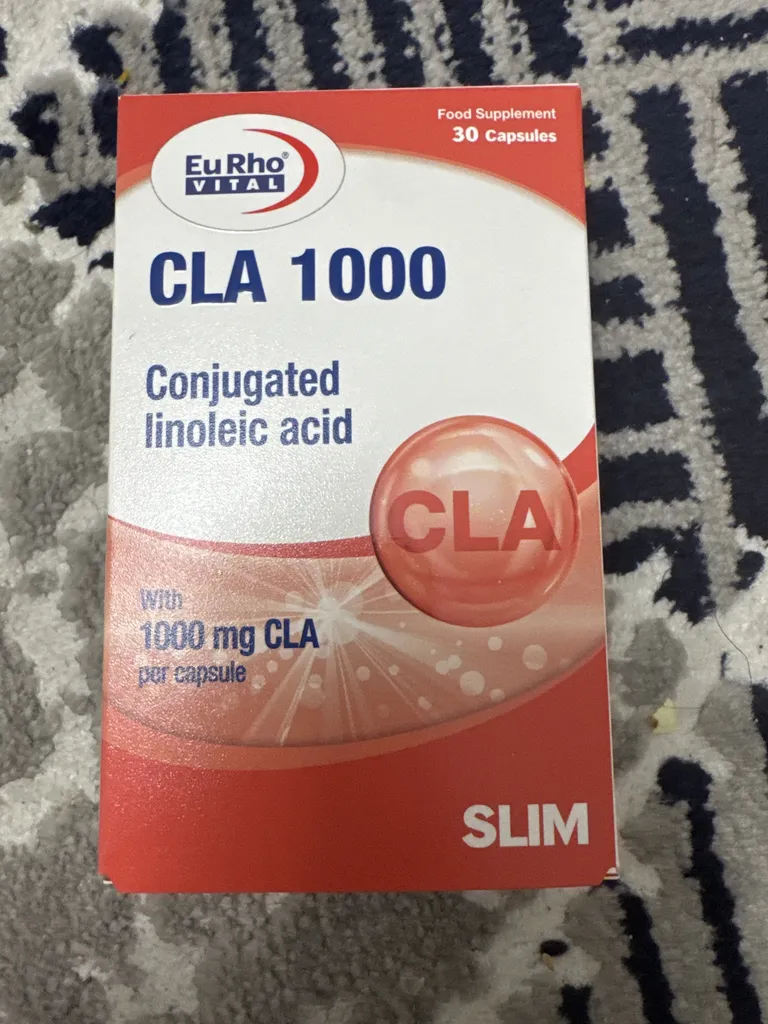 Food Supplement
30 Capsules
EuRho®
VITAL
CLA 1000
Conjugated
linoleic acid
CLA
With
1000 mg CLA
per capsule
SLIM